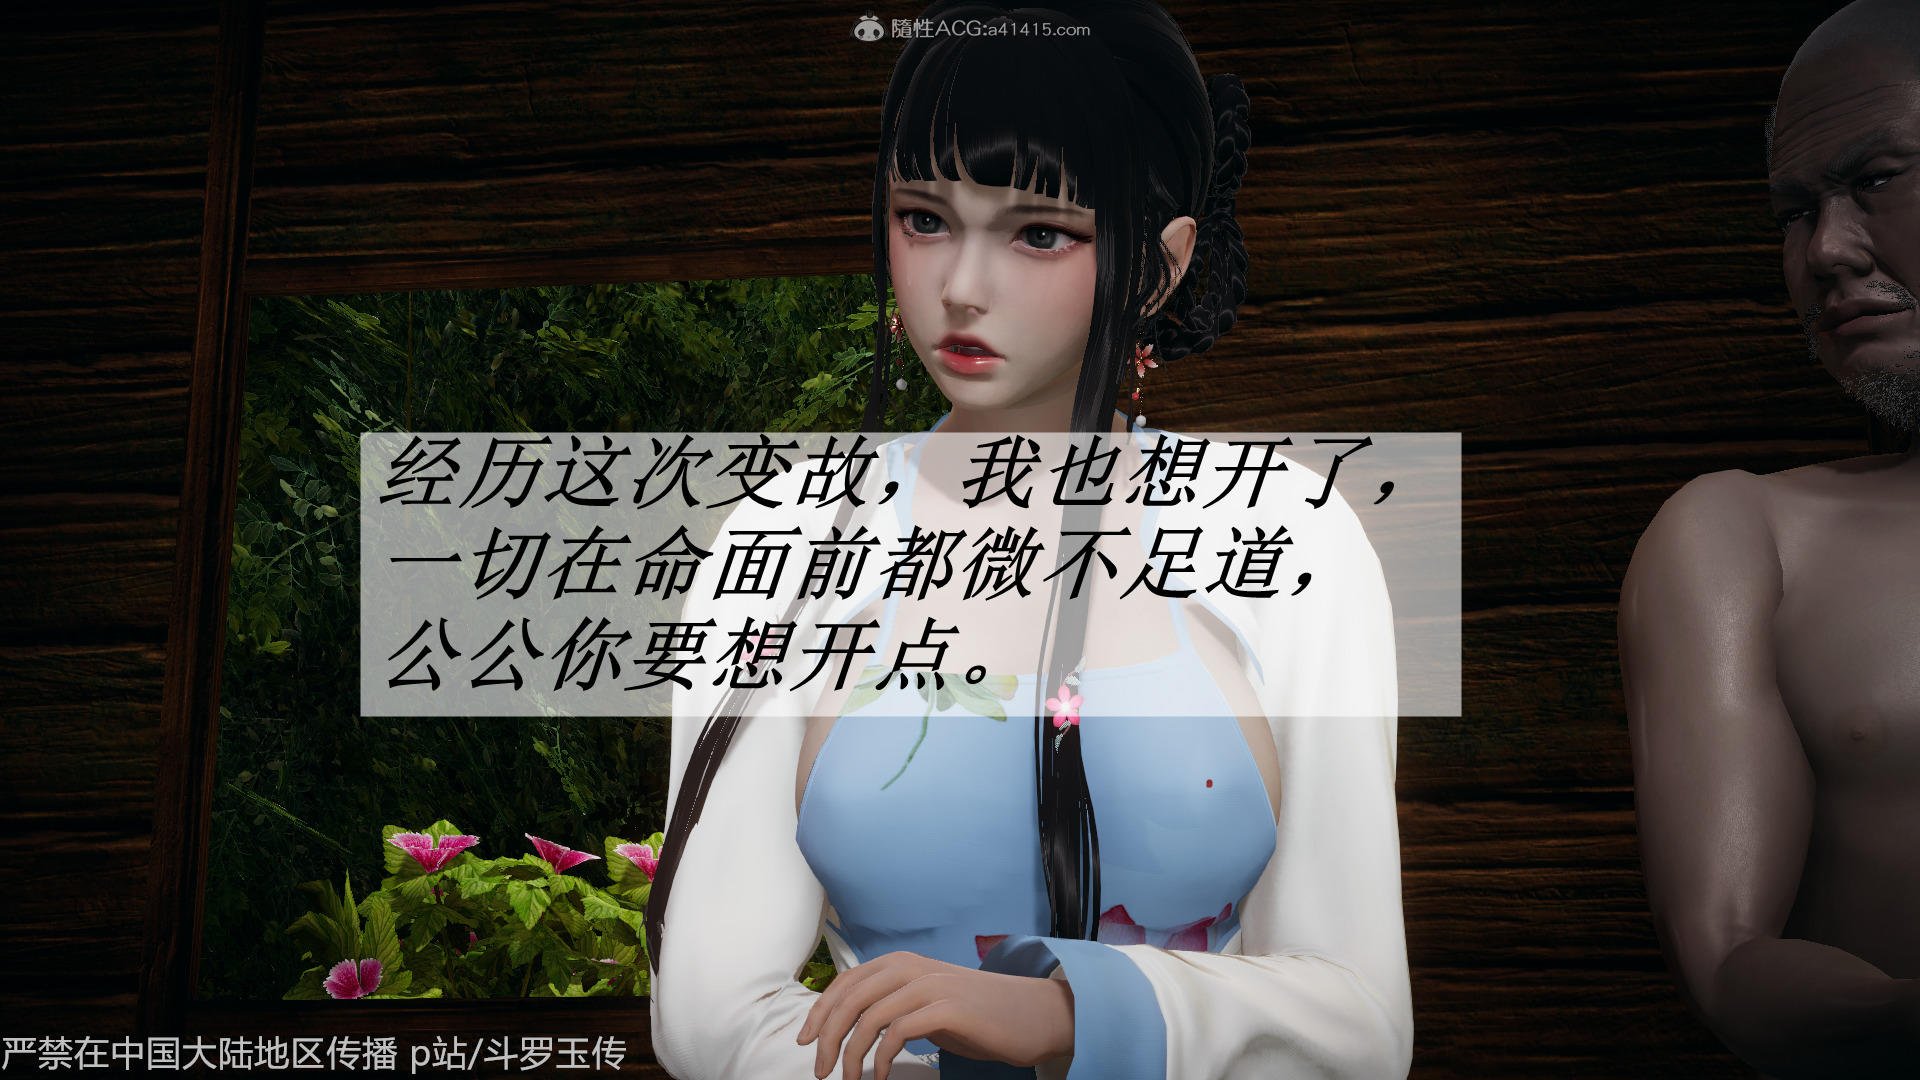 隨性ACG:a41415.com
经历这次变故，我也想开了，
一切在命面前都微不足道，
公公你要想开点。
严禁在中国大陆地区传播 p站/斗罗玉传